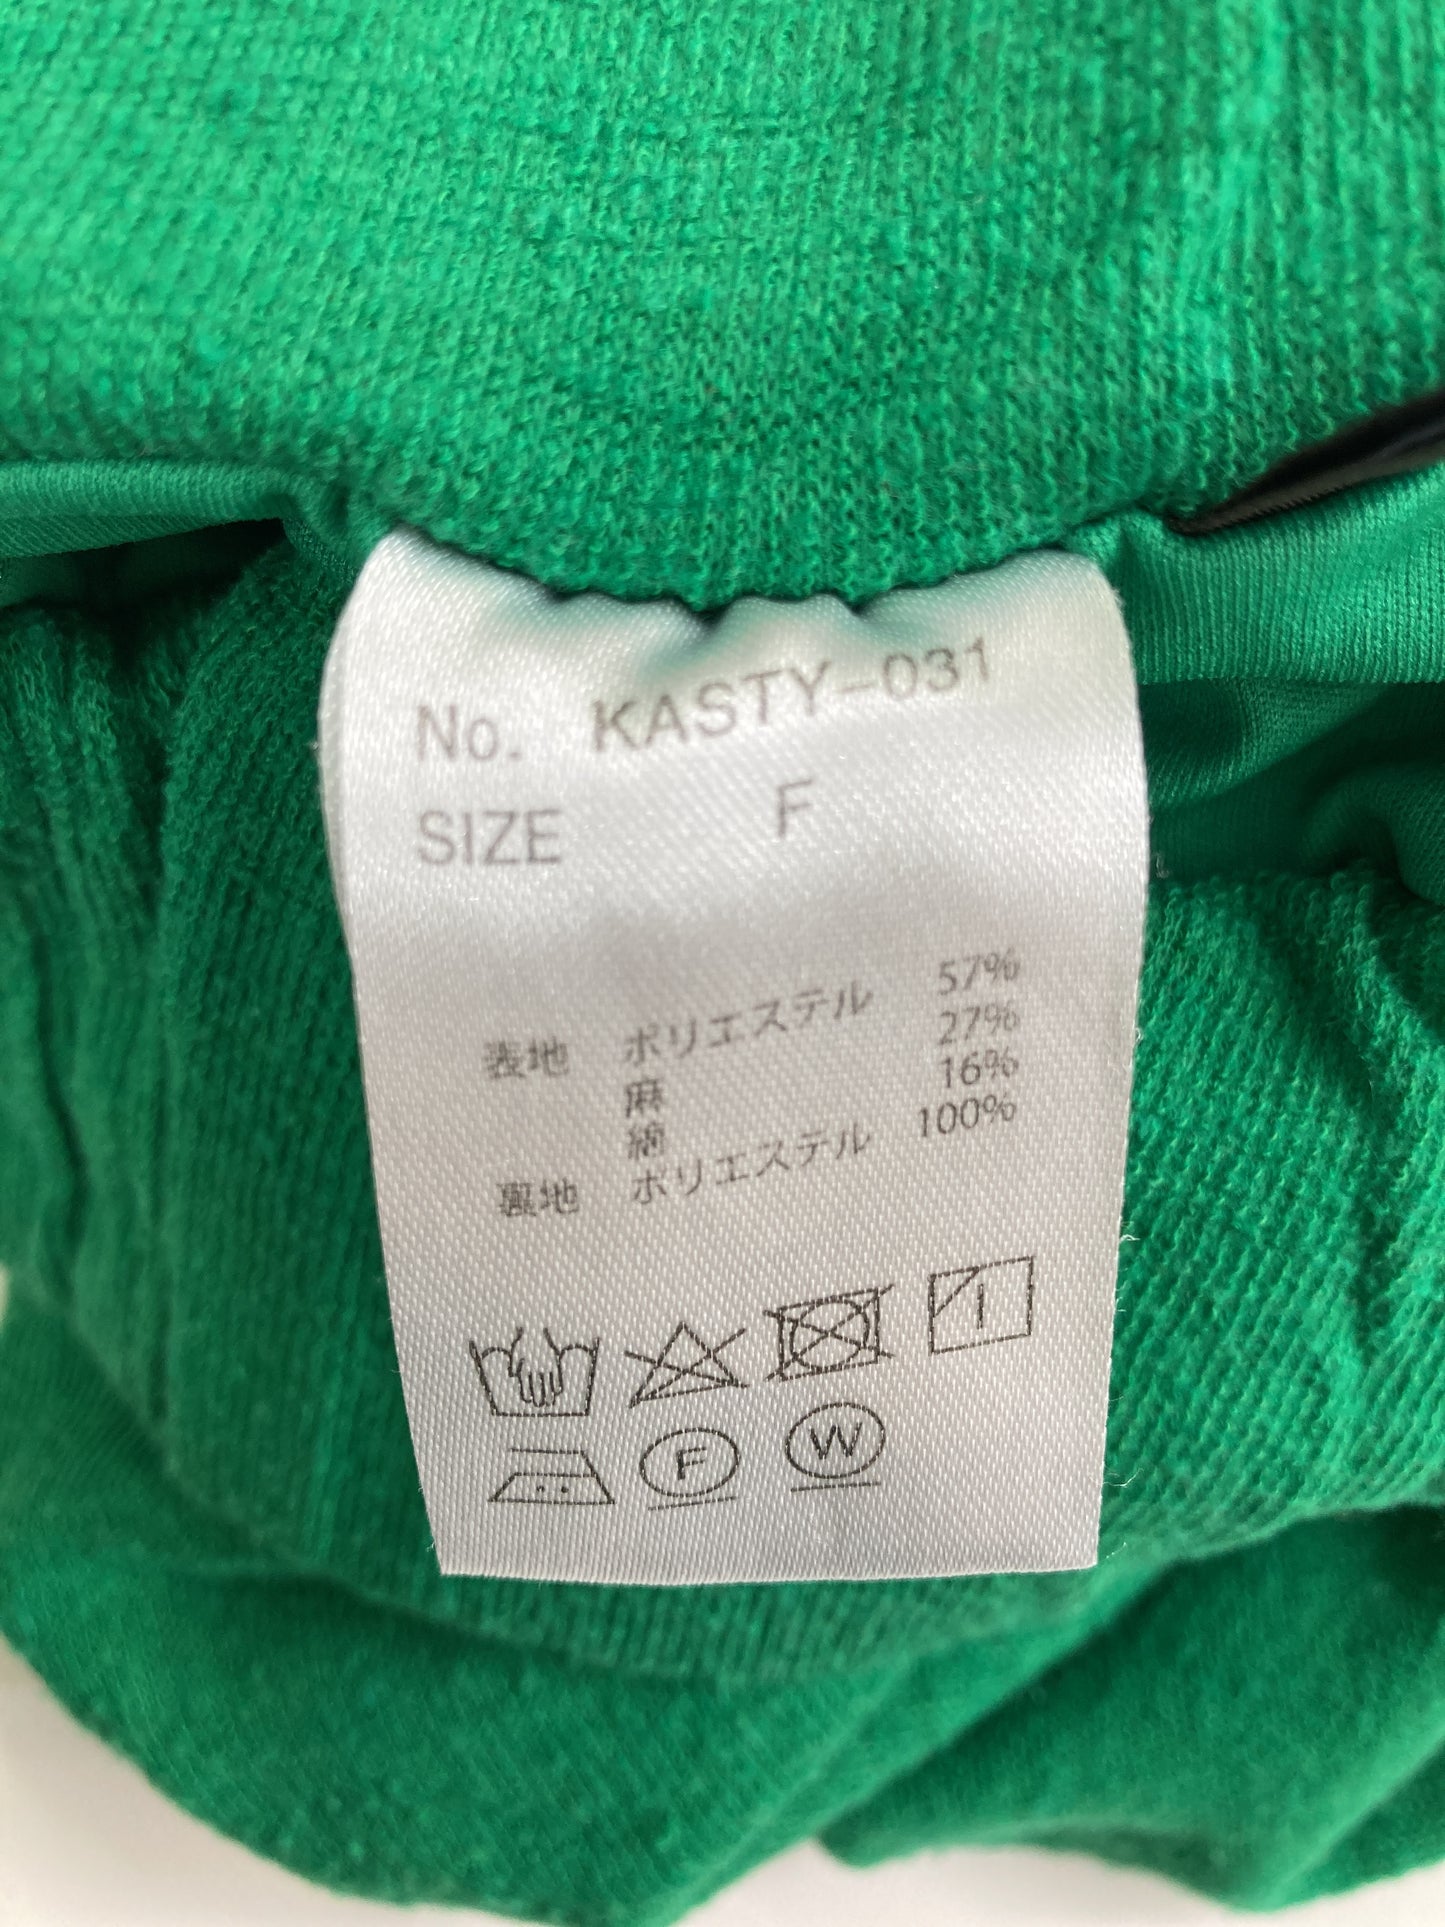 No. KASTY-031
SIZE F
表地 ポリエステル 57%
麻 27%
綿 16%
裏地 ポリエステル 100%
F W